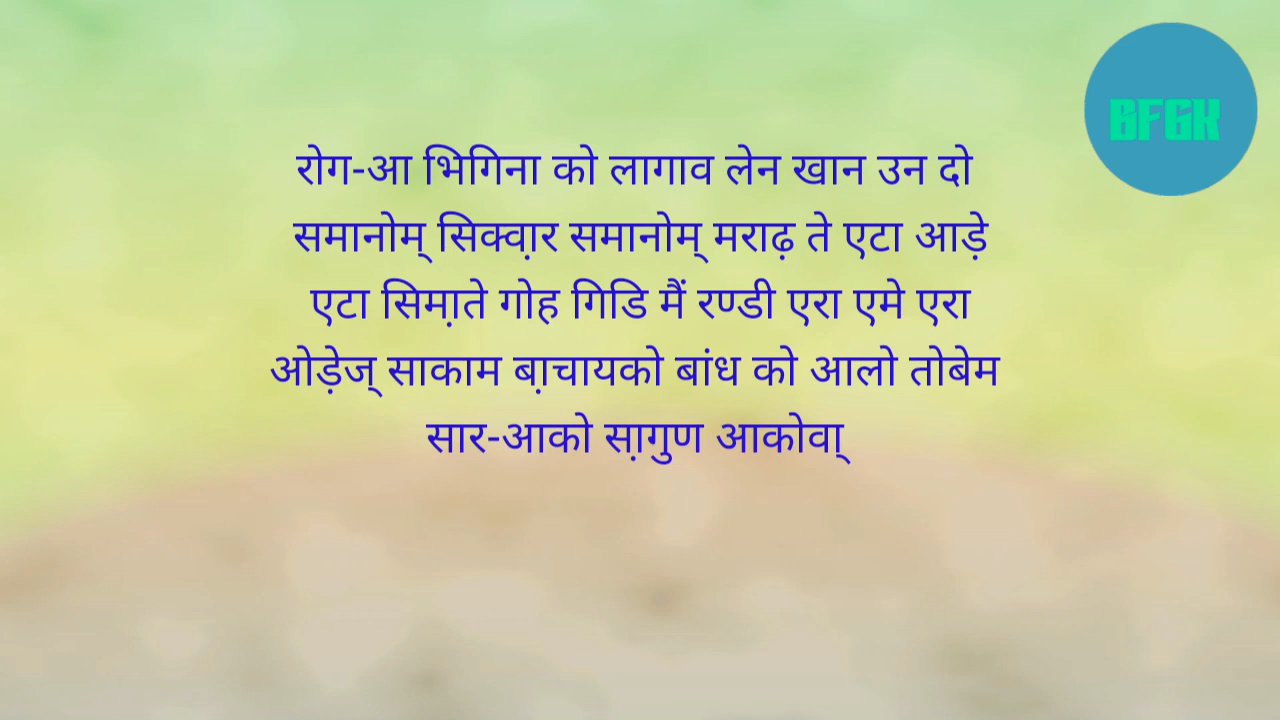 BFGK
रोग-आ भिगिना को लागाव लेन खान उन दो
समानोम् सिक्वा़र समानोम् मराढ़ ते एटा आड़े
एटा सिमा़ते गोह गिडि मैं रण्डी एरा एमे एरा
ओड़ेज् साकाम बा़चायको बांध को आलो तोबेम
सार-आको सा़गुण आकोवा्